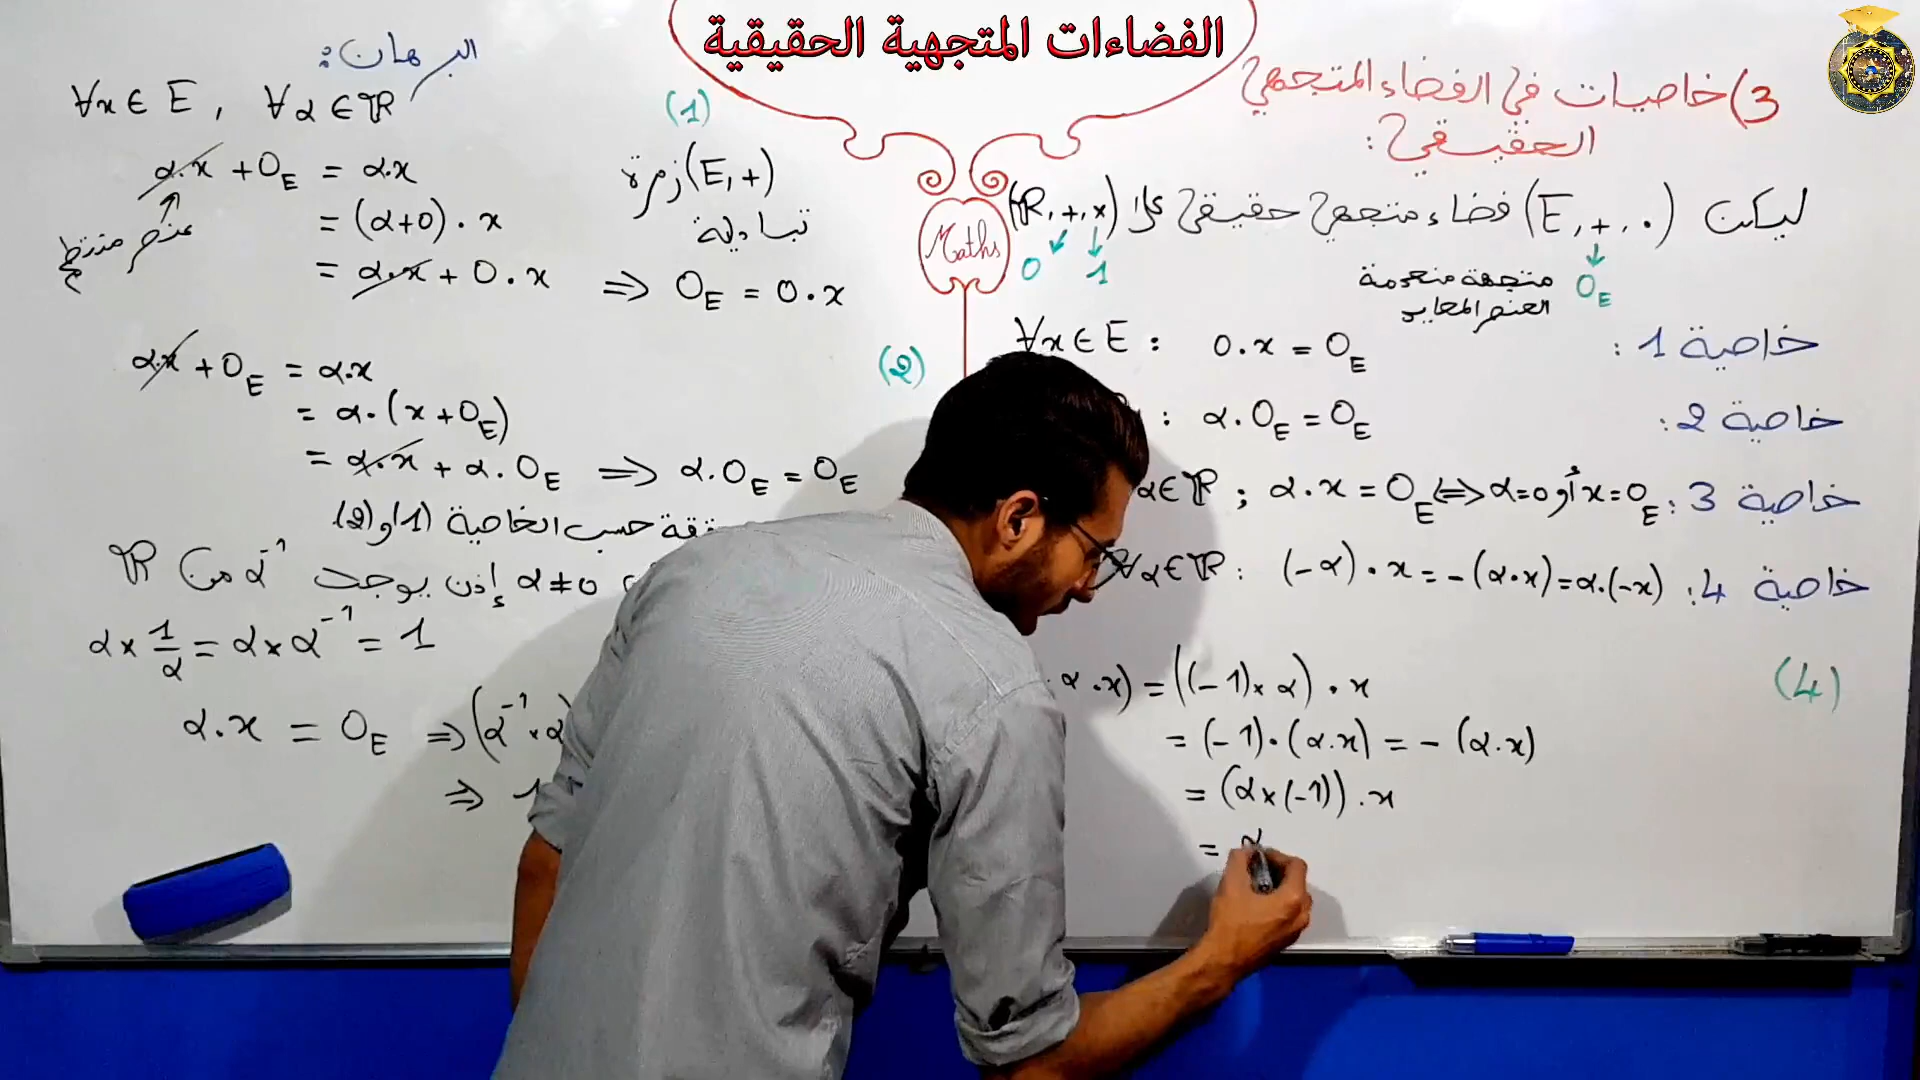 الفضاءات المتجهية الحقيقية
Maths
3) خاصيات في الفضاء المتجهي
الحقيقي:
ليكن (E, +, .) فضاء متجهي حقيقي على (ℝ, +, ×)
0 1
0_E متجهة منعدمة
العنصر المحايد
خاصية 1: ∀x∈E : 0.x = 0_E
خاصية 2: : α.0_E = 0_E
خاصية 3: α∈ℝ ; α.x = 0_E ⟺ α=0 أو x=0_E
خاصية 4: ∀α∈ℝ : (-α).x = -(α.x) = α.(-x)
(4)
α.x) = ((-1)×α).x
= (-1).(α.x) = -(α.x)
= (α×(-1)).x
= α
البرهان:
(1)
∀x∈E , ∀α∈ℝ
(E,+) زمرة
تبادلية
α.x + 0_E = α.x
عنصر منتظم
= (α+0).x
= α.x + 0.x ⟹ 0_E = 0.x
(2)
α.x + 0_E = α.x
= α.(x+0_E)
= α.x + α.0_E ⟹ α.0_E = 0_E
حسب الخاصية (1) و(2).
α≠0 إذن يوجد α⁻¹ من ℝ
α × 1/α = α×α⁻¹ = 1
α.x = 0_E ⟹ (α⁻¹×α)
⟹ 1